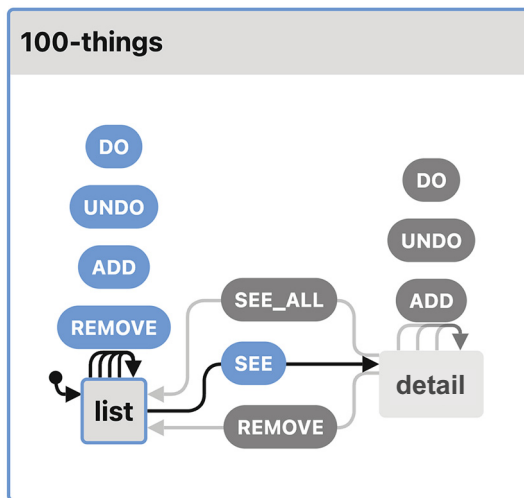 100-things
DO
UNDO
ADD
REMOVE
list
SEE_ALL
SEE
REMOVE
DO
UNDO
ADD
detail